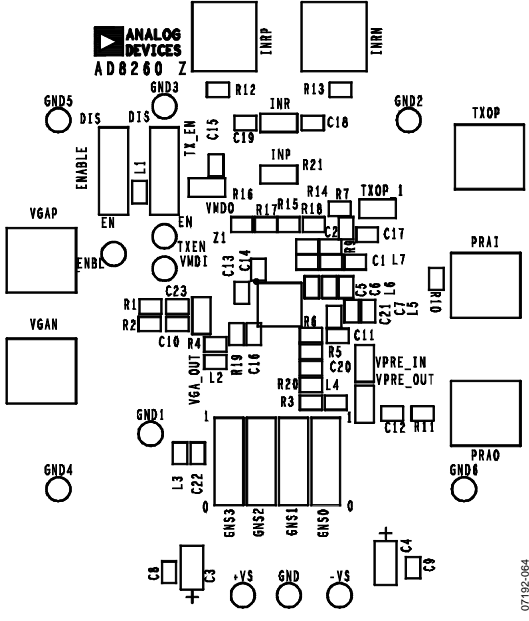 ANALOG
DEVICES
AD8260 Z
INRP
INRN
R12
R13
GND5
GND3
GND2
DIS
DIS
TX_EN
C15
INR
C19
C18
TXOP
ENABLE
L1
INP
R21
VMDO
R16
R17
R15
R14
R18
R7
TXOP_1
VGAP
EN
EN
Z1
C2
R9
C17
PRAI
TXEN
VMDI
ENBL
C13
C14
C1
L7
C5
C6
L6
C21
C7
L5
R10
R1
C23
R2
C10
R4
R6
R5
C11
VGAN
VGA_OUT
L2
R19
C16
C20
VPRE_IN
VPRE_OUT
R20
L4
R3
C12
R11
PRAO
GND1
1
1
GND4
L3
C22
GND6
0
0
GNS3
GNS2
GNS1
GNS0
C8
C3
+
+VS
GND
-VS
+
C4
C9
07192-064